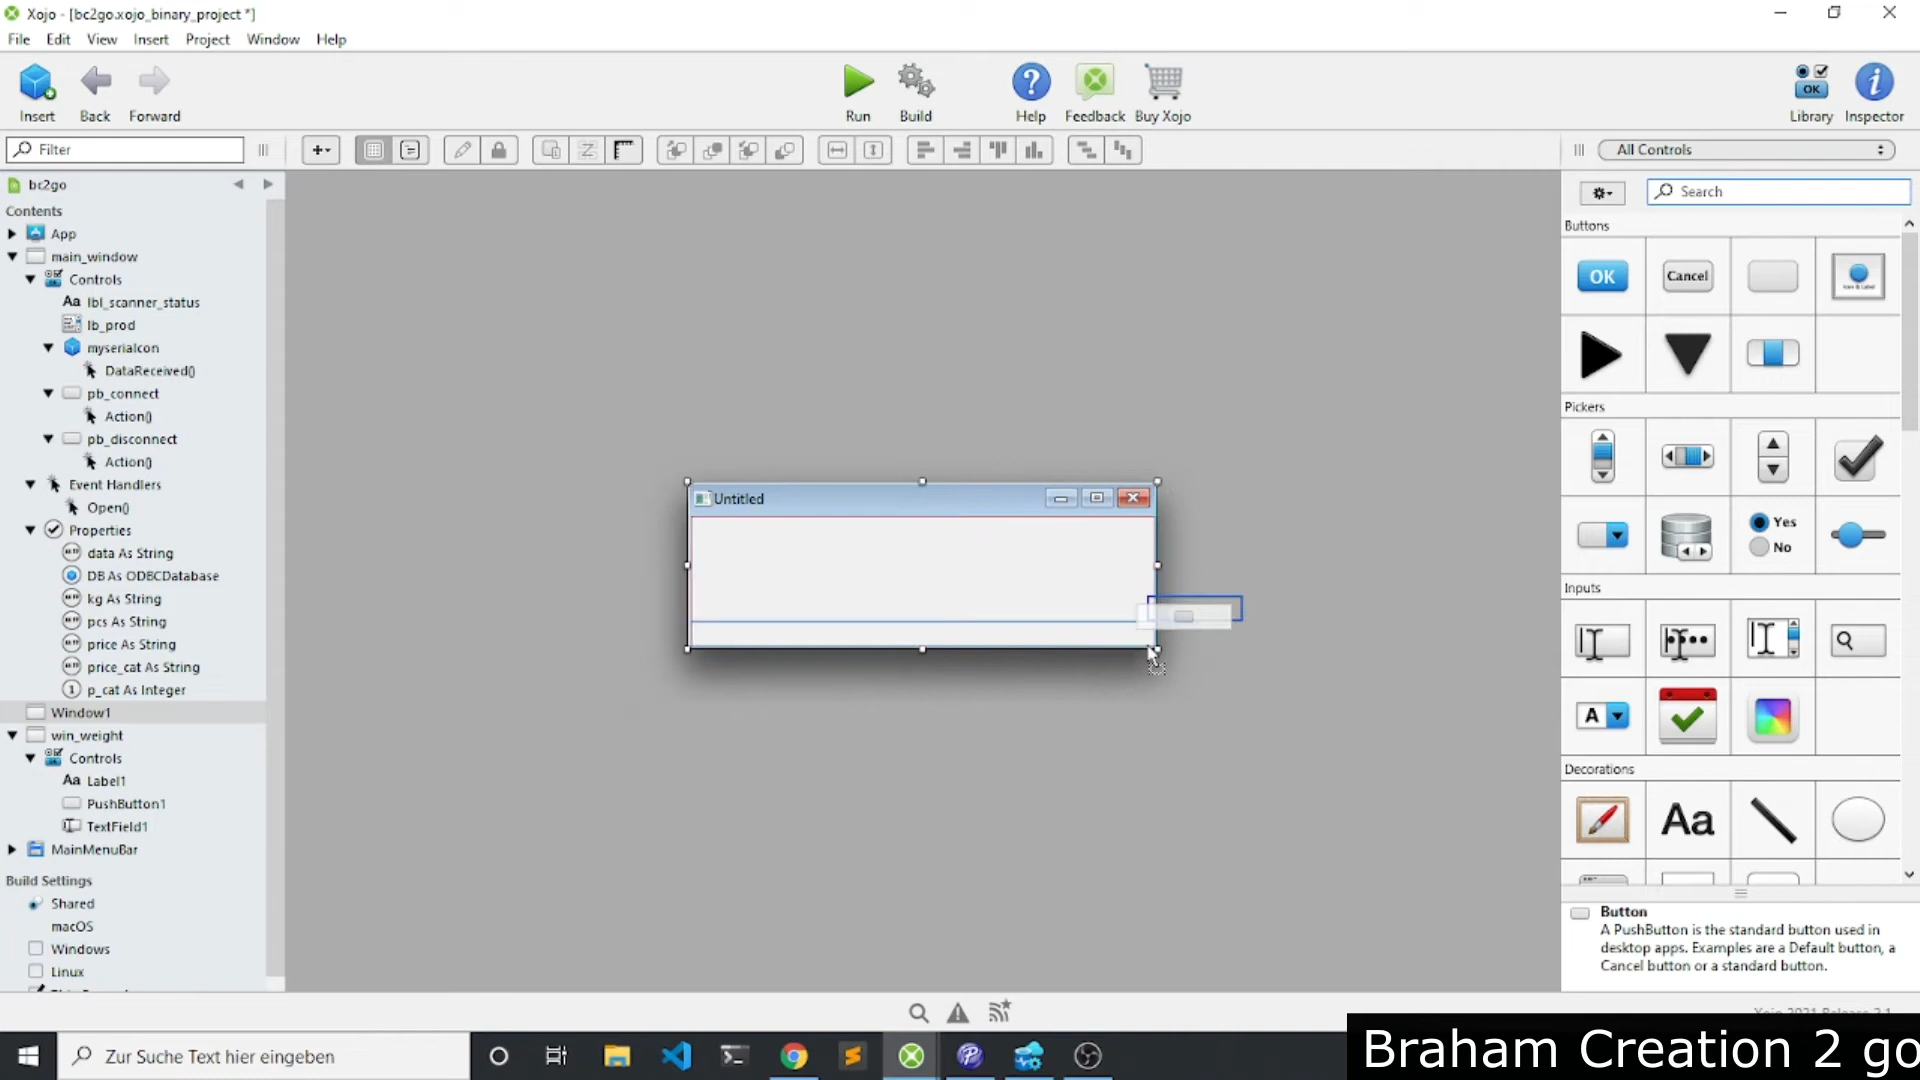 Xojo - [bc2go.xojo_binary_project *]
File Edit View Insert Project Window Help
Insert Back Forward Run Build Help Feedback Buy Xojo Library Inspector
OK
Filter
All Controls
bc2go
Search
Contents
Buttons
App
main_window
Controls
lbl_scanner_status
lb_prod
myserialcon
DataReceived()
pb_connect
Action()
pb_disconnect
Action()
Event Handlers
Open()
Properties
data As String
DB As ODBCDatabase
kg As String
pcs As String
price As String
price_cat As String
p_cat As Integer
Window1
win_weight
Controls
Label1
PushButton1
TextField1
MainMenuBar
Build Settings
Shared
macOS
Windows
Linux
Untitled
OK Cancel
Pickers
Yes
No
Inputs
A
Decorations
Aa
Button
A PushButton is the standard button used in
desktop apps. Examples are a Default button, a
Cancel button or a standard button.
Zur Suche Text hier eingeben
Braham Creation 2 go